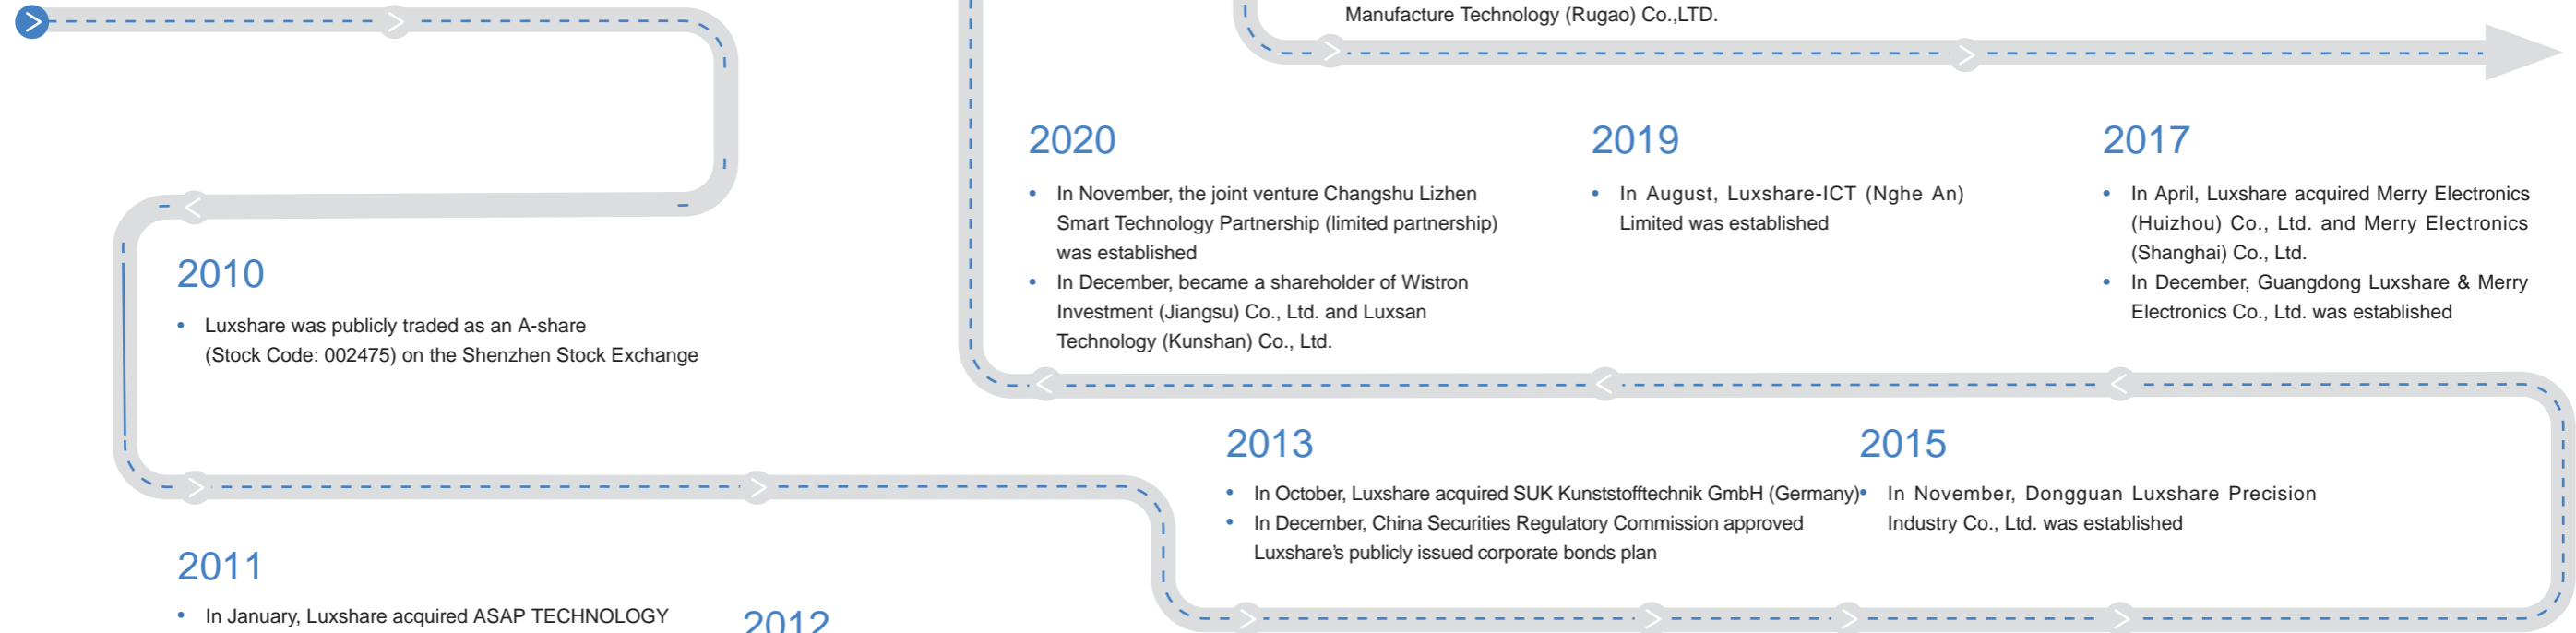 Manufacture Technology (Rugao) Co.,LTD.
2020
• In November, the joint venture Changshu Lizhen
Smart Technology Partnership (limited partnership)
was established
• In December, became a shareholder of Wistron
Investment (Jiangsu) Co., Ltd. and Luxsan
Technology (Kunshan) Co., Ltd.
2019
• In August, Luxshare-ICT (Nghe An)
Limited was established
2017
• In April, Luxshare acquired Merry Electronics
(Huizhou) Co., Ltd. and Merry Electronics
(Shanghai) Co., Ltd.
• In December, Guangdong Luxshare & Merry
Electronics Co., Ltd. was established
2010
• Luxshare was publicly traded as an A-share
(Stock Code: 002475) on the Shenzhen Stock Exchange
2013
• In October, Luxshare acquired SUK Kunststofftechnik GmbH (Germany)
• In December, China Securities Regulatory Commission approved
Luxshare's publicly issued corporate bonds plan
2015
• In November, Dongguan Luxshare Precision
Industry Co., Ltd. was established
2011
• In January, Luxshare acquired ASAP TECHNOLOGY
2012